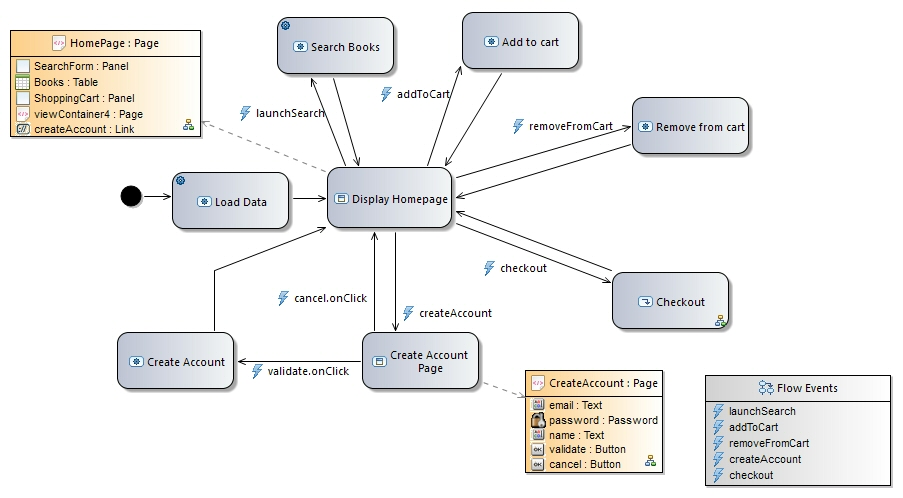 HomePage : Page
SearchForm : Panel
Books : Table
ShoppingCart : Panel
viewContainer4 : Page
createAccount : Link
Search Books
Add to cart
launchSearch
addToCart
removeFromCart
Remove from cart
Load Data
Display Homepage
checkout
Checkout
cancel.onClick
createAccount
Create Account
validate.onClick
Create Account
Page
CreateAccount : Page
email : Text
password : Password
name : Text
validate : Button
cancel : Button
Flow Events
launchSearch
addToCart
removeFromCart
createAccount
checkout